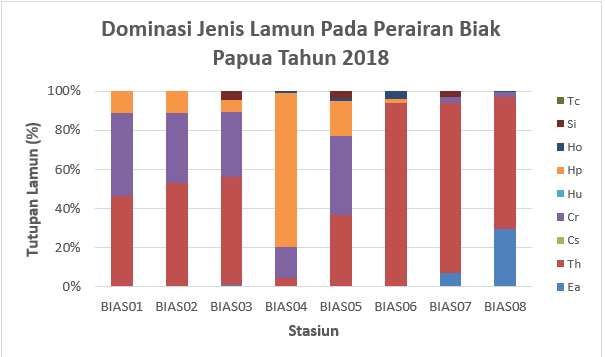 Dominasi Jenis Lamun Pada Perairan Biak
Papua Tahun 2018
100%
80%
60%
40%
20%
0%
Tutupan Lamun (%)
BIAS01 BIAS02 BIAS03 BIAS04 BIAS05 BIAS06 BIAS07 BIAS08
Stasiun
Tc
Si
Ho
Hp
Hu
Cr
Cs
Th
Ea